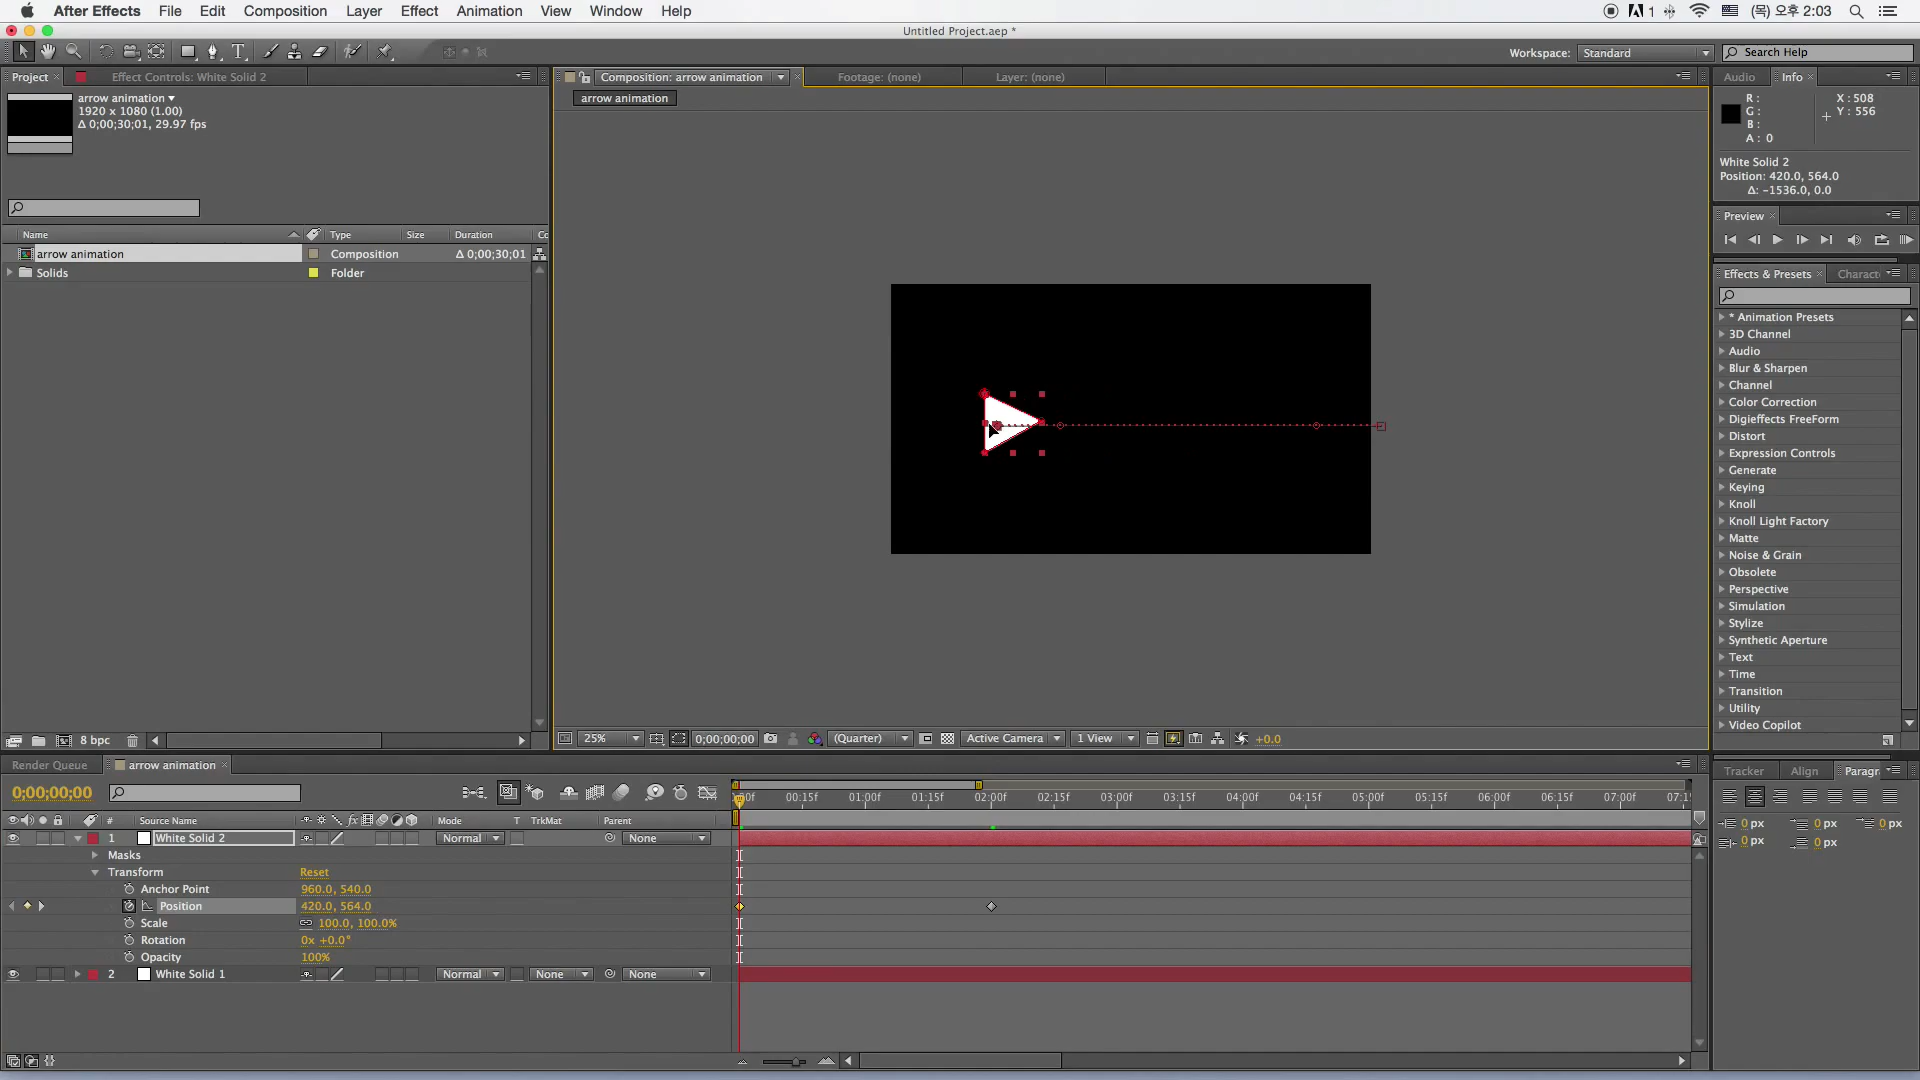 After Effects File Edit Composition Layer Effect Animation View Window Help 1 (목) 오후 2:03
Untitled Project.aep *
Workspace: Standard Search Help
Project Effect Controls: White Solid 2 Composition: arrow animation Footage: (none) Layer: (none) Audio Info
arrow animation
1920 x 1080 (1.00)
Δ 0;00;30;01, 29.97 fps
arrow animation
R :
G :
B :
A : 0
X : 508
Y : 556
White Solid 2
Position: 420.0, 564.0
Δ: -1536.0, 0.0
Preview
Name Type Size Duration Co
arrow animation Composition Δ 0;00;30;01
Solids Folder
Effects & Presets Charact
* Animation Presets
3D Channel
Audio
Blur & Sharpen
Channel
Color Correction
Digieffects FreeForm
Distort
Expression Controls
Generate
Keying
Knoll
Knoll Light Factory
Matte
Noise & Grain
Obsolete
Perspective
Simulation
Stylize
Synthetic Aperture
Text
Time
Transition
Utility
Video Copilot
8 bpc 25% 0;00;00;00 (Quarter) Active Camera 1 View +0.0
Render Queue arrow animation
0;00;00;00
:00f 00:15f 01:00f 01:15f 02:00f 02:15f 03:00f 03:15f 04:00f 04:15f 05:00f 05:15f 06:00f 06:15f 07:00f 07:1
# Source Name fx Mode T TrkMat Parent
1 White Solid 2 Normal None
Masks
Transform Reset
Anchor Point 960.0, 540.0
Position 420.0, 564.0
Scale 100.0, 100.0%
Rotation 0x +0.0°
Opacity 100%
2 White Solid 1 Normal None None
Tracker Align Paragr
0 px 0 px 0 px
0 px 0 px